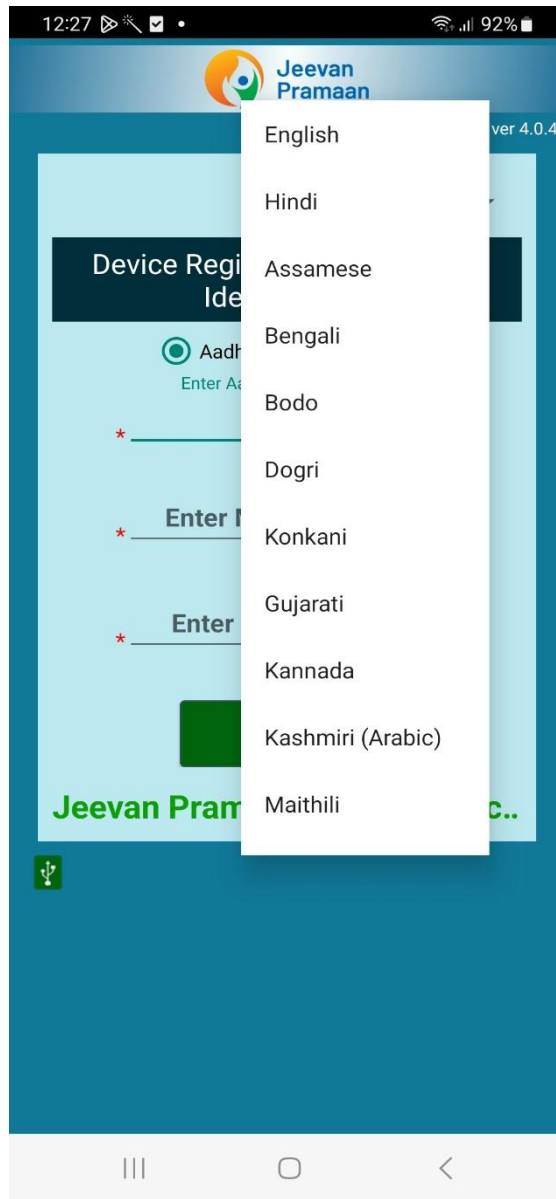 12:27
92%
Jeevan
Pramaan
ver 4.0.4
English
Hindi
Assamese
Bengali
Bodo
Dogri
Konkani
Gujarati
Kannada
Kashmiri (Arabic)
Maithili
Device Regi
Ide
Aadh
Enter Aa
*
* Enter
* Enter
Jeevan Pram
c..